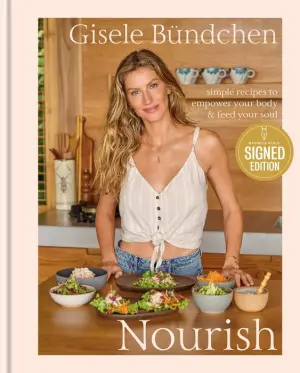 Gisele Bündchen
simple recipes to
empower your body
& feed your soul
SIGNED
EDITION
Nourish